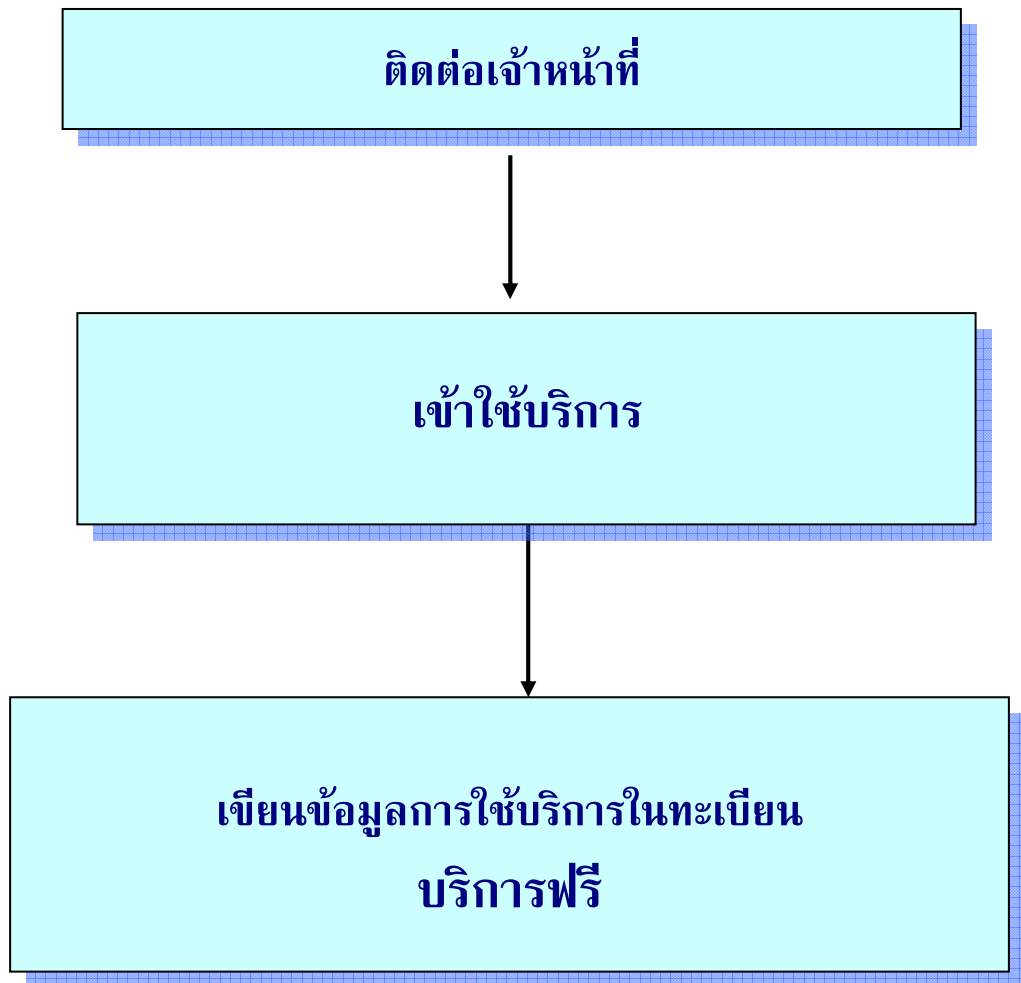 ติดต่อเจ้าหน้าที่
เข้าใช้บริการ
เขียนข้อมูลการใช้บริการในทะเบียน
บริการฟรี